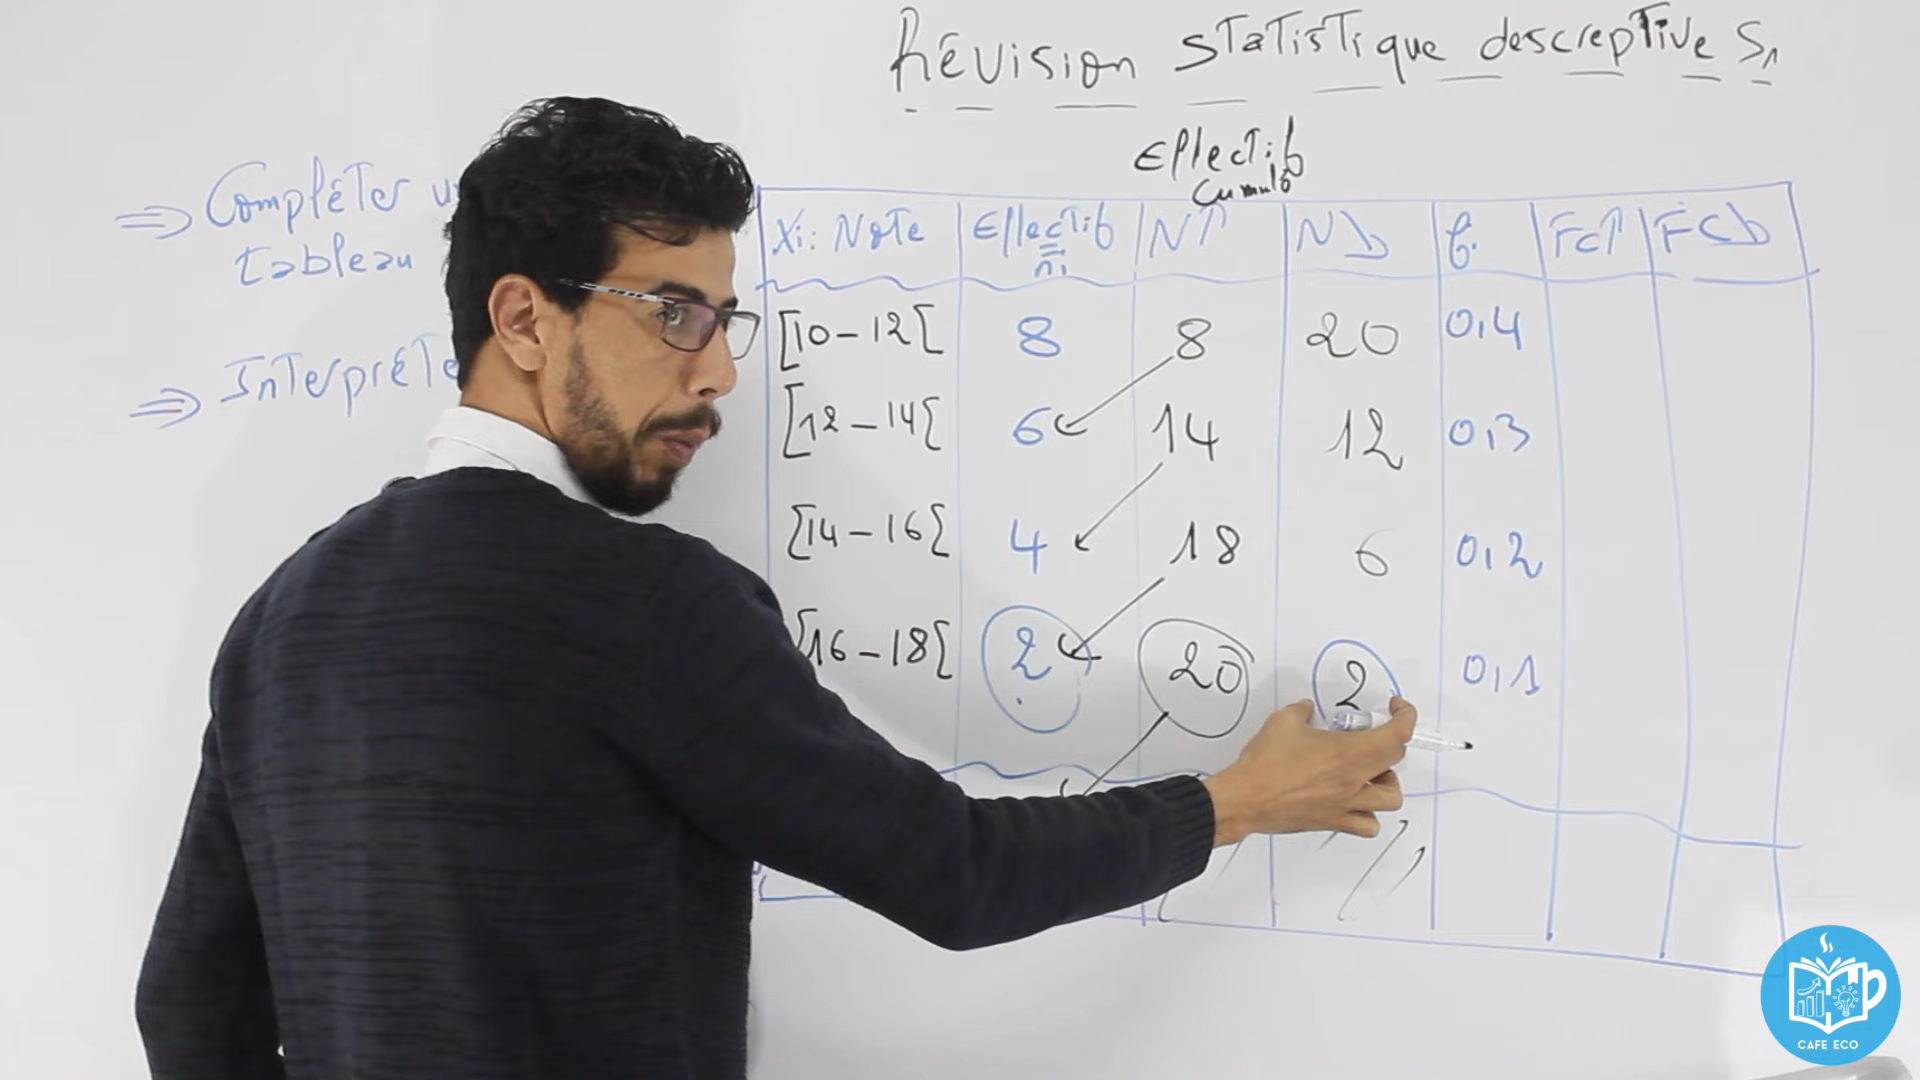 Révision statistique descreptive S1
Effectif
cumulé
⇒ Compléter
tableau
⇒ Interpréte
Xi: Note Effectif N↑ N↓ f. Fc↑ FC↓
ni
[10-12[ 8 8 20 0,4
[12-14[ 6 14 12 0,3
[14-16[ 4 18 6 0,2
[16-18[ 2 20 2 0,1
CAFE ECO